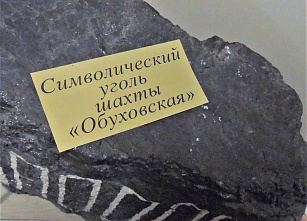 Символический
уголь
шахты
«Обуховская»